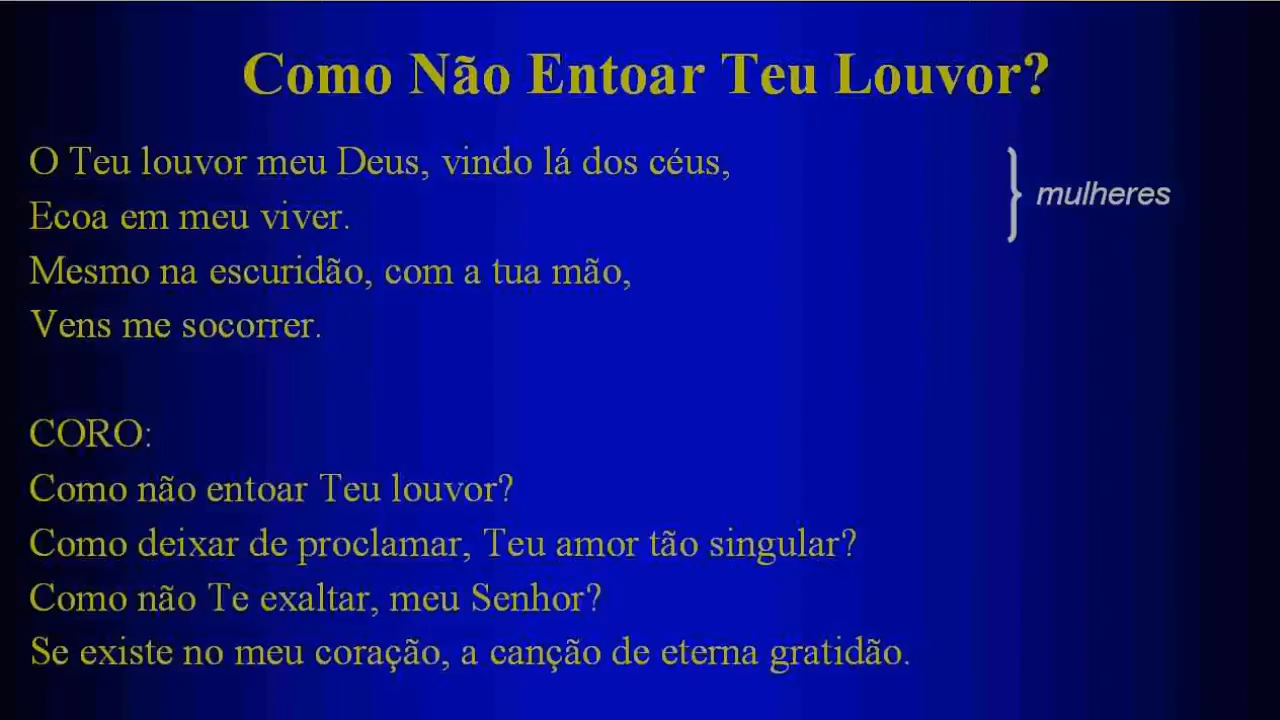 Como Não Entoar Teu Louvor?
O Teu louvor meu Deus, vindo lá dos céus,
mulheres
Ecoa em meu viver.
Mesmo na escuridão, com a tua mão,
Vens me socorrer.
CORO:
Como não entoar Teu louvor?
Como deixar de proclamar, Teu amor tão singular?
Como não Te exaltar, meu Senhor?
Se existe no meu coração, a canção de eterna gratidão.